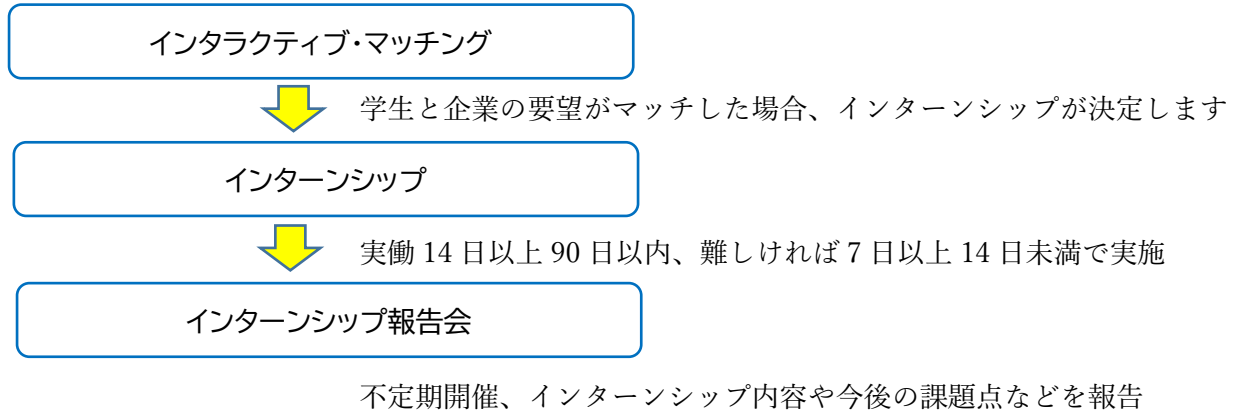 インタラクティブ・マッチング
学生と企業の要望がマッチした場合、インターンシップが決定します
インターンシップ
実働 14 日以上 90 日以内、難しければ 7 日以上 14 日未満で実施
インターンシップ報告会
不定期開催、インターンシップ内容や今後の課題点などを報告